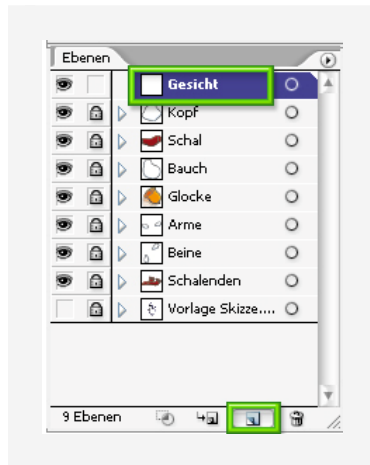 Ebenen
Gesicht
Kopf
Schal
Bauch
Glocke
Arme
Beine
Schalenden
Vorlage Skizze....
9 Ebenen